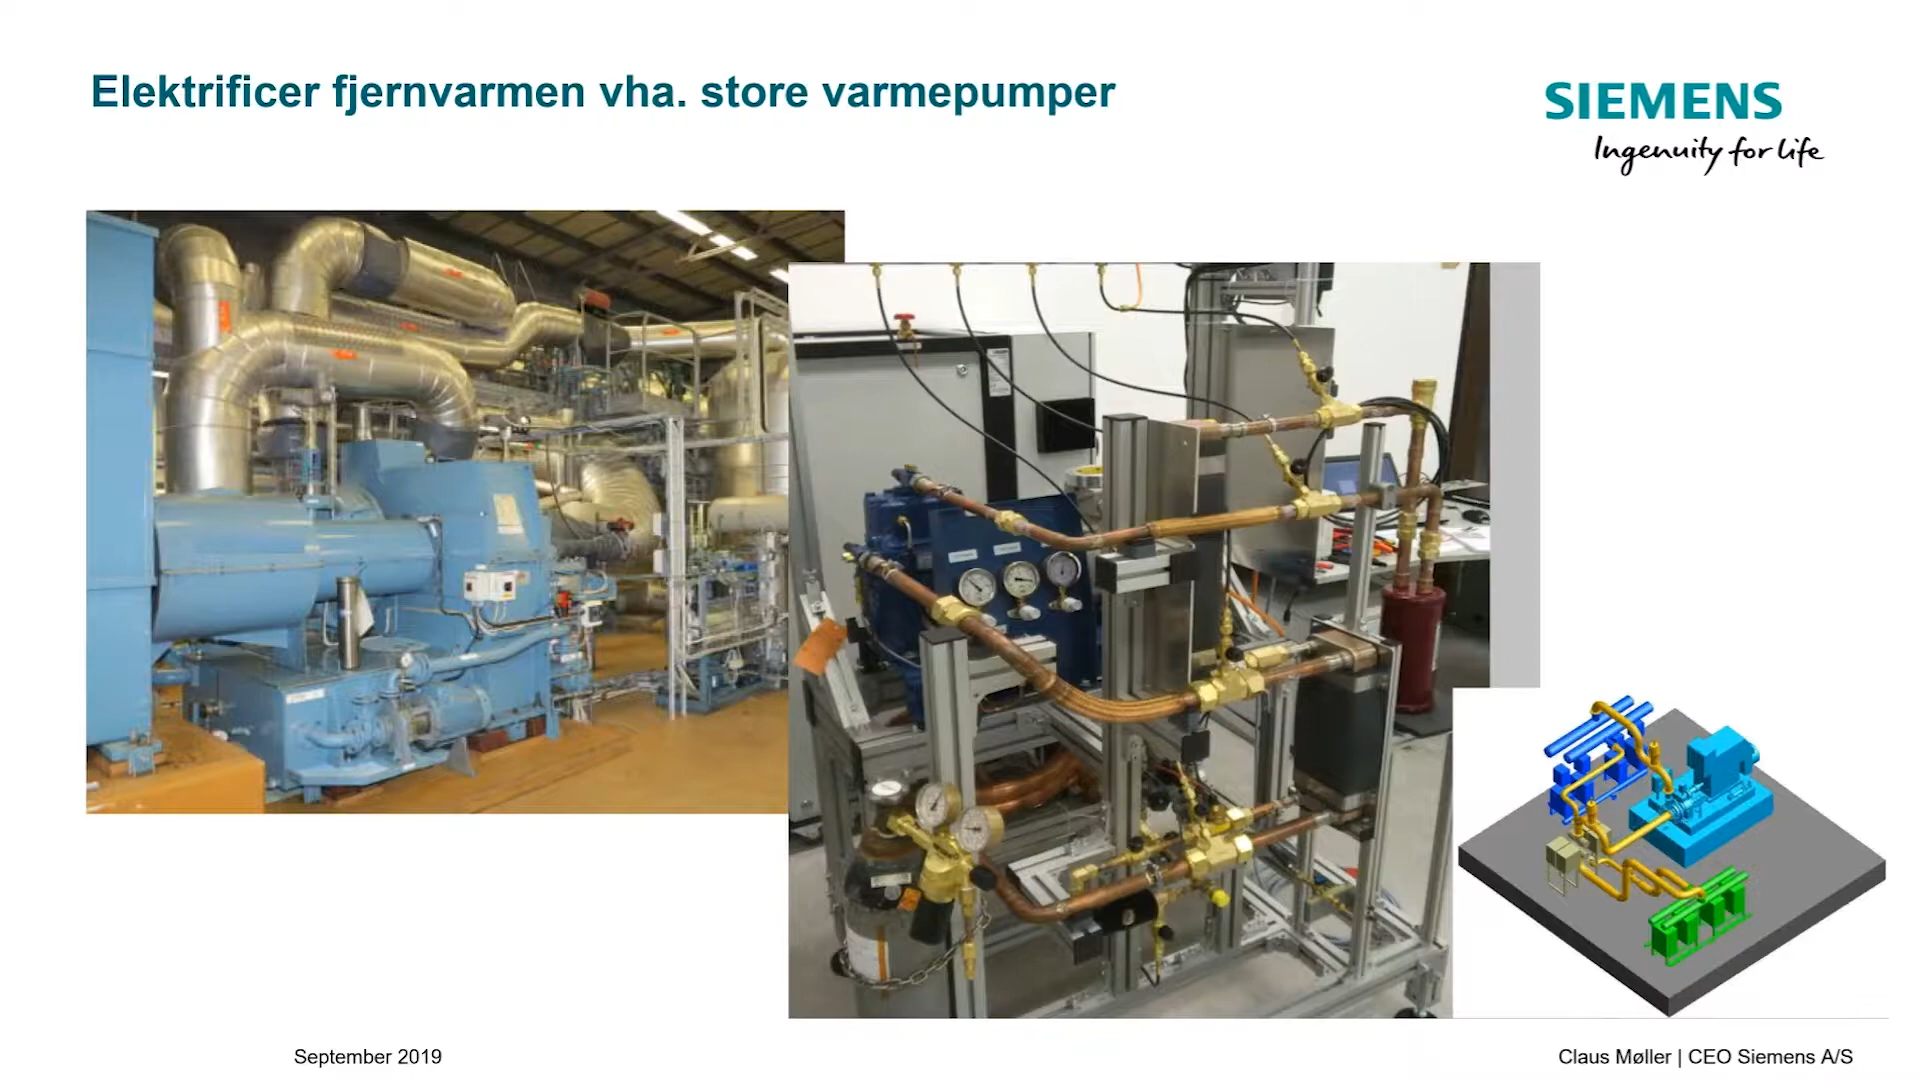 Elektrificer fjernvarmen vha. store varmepumper
SIEMENS
Ingenuity for life
September 2019
Claus Møller | CEO Siemens A/S